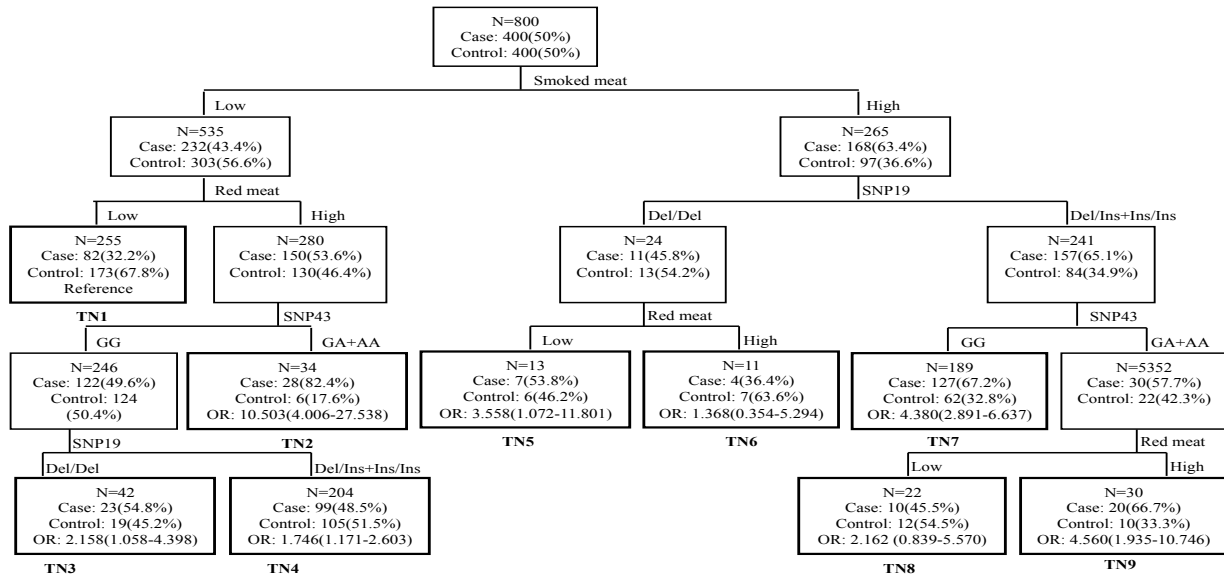 N=800
Case: 400(50%)
Control: 400(50%)
Smoked meat
Low
High
N=535
Case: 232(43.4%)
Control: 303(56.6%)
N=265
Case: 168(63.4%)
Control: 97(36.6%)
Red meat
SNP19
Low
High
Del/Del
Del/Ins+Ins/Ins
N=255
Case: 82(32.2%)
Control: 173(67.8%)
Reference
TN1
N=280
Case: 150(53.6%)
Control: 130(46.4%)
N=24
Case: 11(45.8%)
Control: 13(54.2%)
N=241
Case: 157(65.1%)
Control: 84(34.9%)
SNP43
Red meat
SNP43
GG
GA+AA
Low
High
GG
GA+AA
N=246
Case: 122(49.6%)
Control: 124
(50.4%)
N=34
Case: 28(82.4%)
Control: 6(17.6%)
OR: 10.503(4.006-27.538)
TN2
N=13
Case: 7(53.8%)
Control: 6(46.2%)
OR: 3.558(1.072-11.801)
TN5
N=11
Case: 4(36.4%)
Control: 7(63.6%)
OR: 1.368(0.354-5.294)
TN6
N=189
Case: 127(67.2%)
Control: 62(32.8%)
OR: 4.380(2.891-6.637)
TN7
N=5352
Case: 30(57.7%)
Control: 22(42.3%)
SNP19
Red meat
Del/Del
Del/Ins+Ins/Ins
Low
High
N=42
Case: 23(54.8%)
Control: 19(45.2%)
OR: 2.158(1.058-4.398)
TN3
N=204
Case: 99(48.5%)
Control: 105(51.5%)
OR: 1.746(1.171-2.603)
TN4
N=22
Case: 10(45.5%)
Control: 12(54.5%)
OR: 2.162 (0.839-5.570)
TN8
N=30
Case: 20(66.7%)
Control: 10(33.3%)
OR: 4.560(1.935-10.746)
TN9